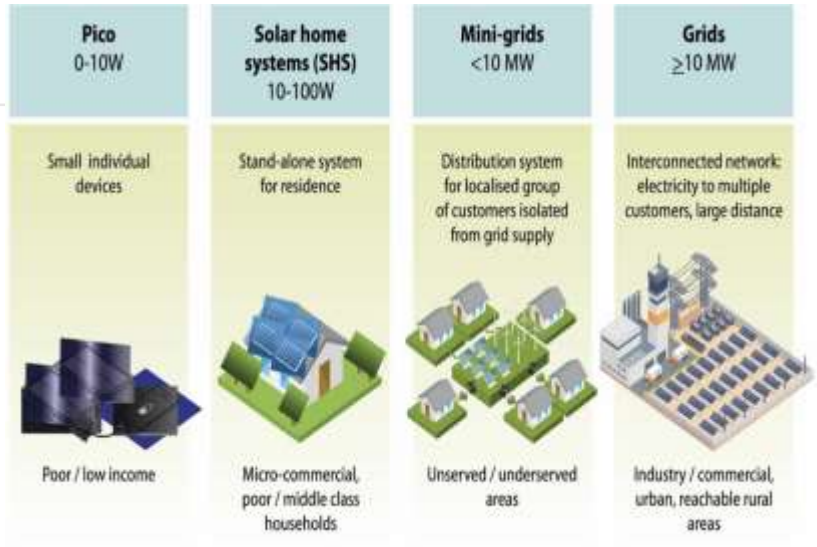 Pico
0-10W
Solar home
systems (SHS)
10-100W
Mini-grids
<10 MW
Grids
≥10 MW
Small individual
devices
Stand-alone system
for residence
Distribution system
for localised group
of customers isolated
from grid supply
Interconnected network:
electricity to multiple
customers, large distance
Poor / low income
Micro-commercial,
poor / middle class
households
Unserved / underserved
areas
Industry / commercial,
urban, reachable rural
areas